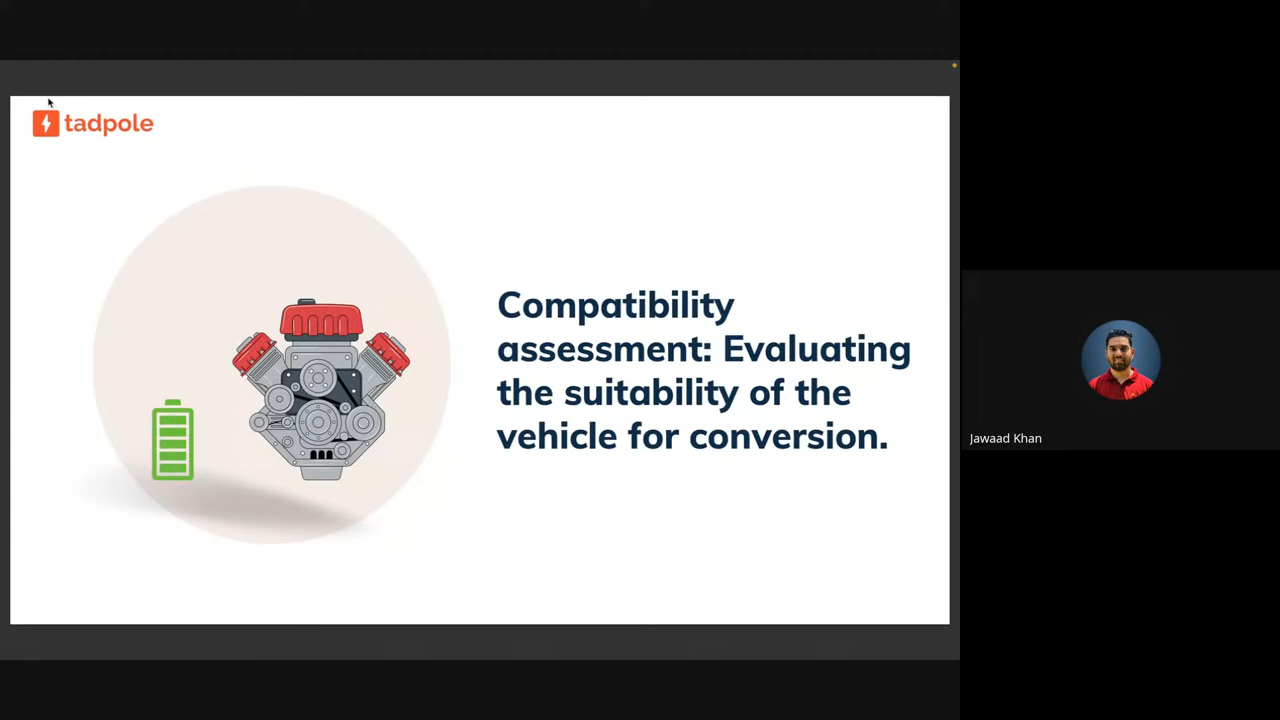 tadpole
Compatibility
assessment: Evaluating
the suitability of the
vehicle for conversion.
Jawaad Khan